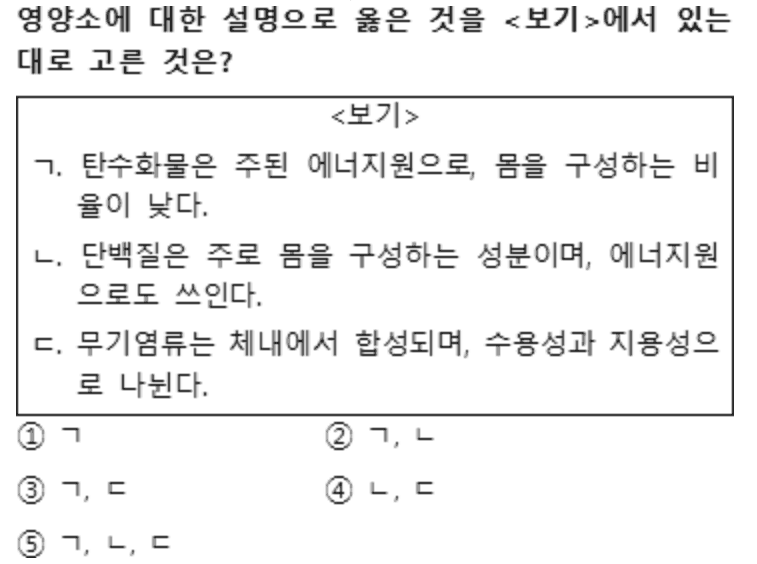 영양소에 대한 설명으로 옳은 것을 <보기>에서 있는
대로 고른 것은?
<보기>
ㄱ. 탄수화물은 주된 에너지원으로, 몸을 구성하는 비
율이 낮다.
ㄴ. 단백질은 주로 몸을 구성하는 성분이며, 에너지원
으로도 쓰인다.
ㄷ. 무기염류는 체내에서 합성되며, 수용성과 지용성으
로 나뉜다.
① ㄱ ② ㄱ, ㄴ
③ ㄱ, ㄷ ④ ㄴ, ㄷ
⑤ ㄱ, ㄴ, ㄷ